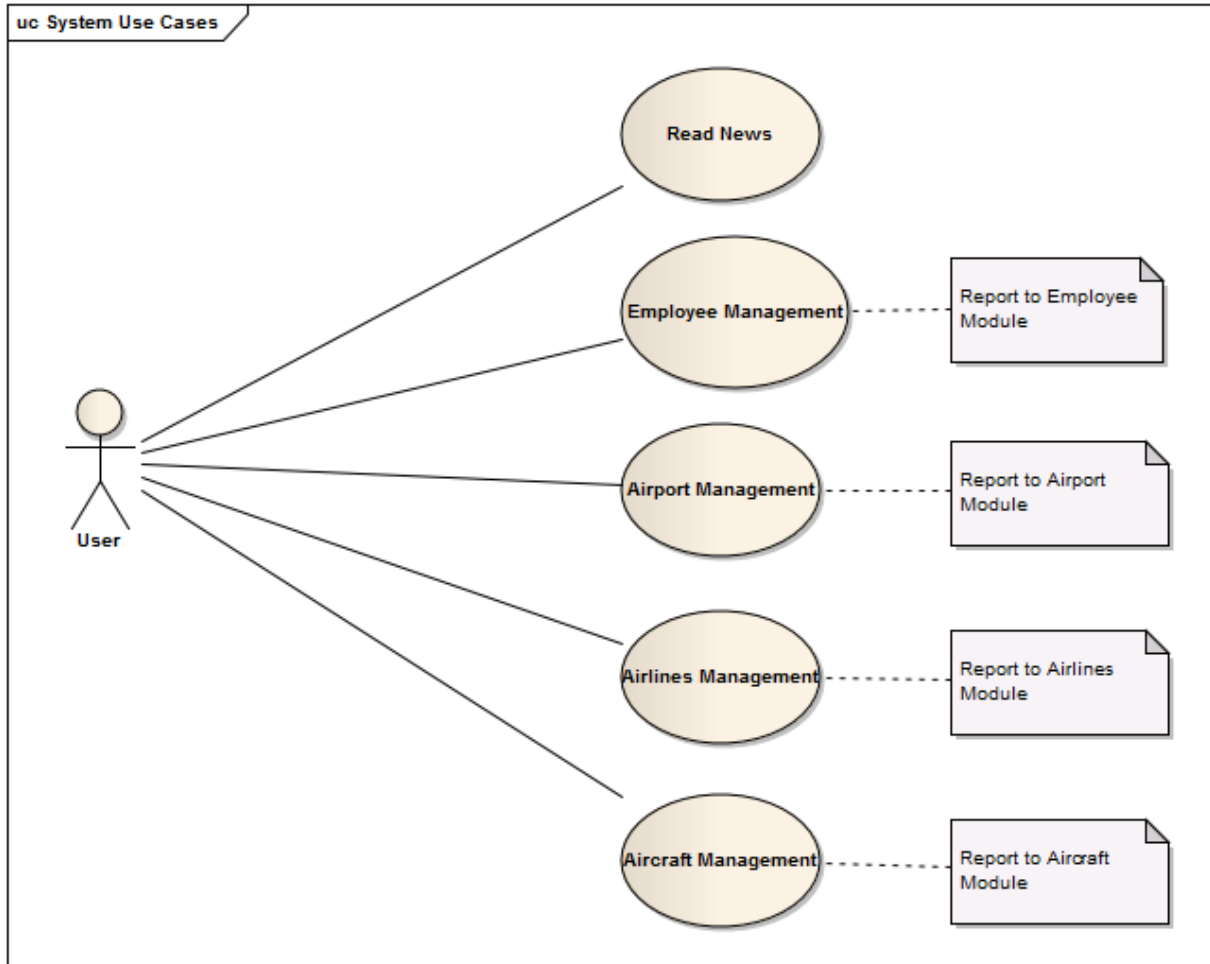 uc System Use Cases
Read News
Employee Management
Report to Employee
Module
Airport Management
Report to Airport
Module
User
Airlines Management
Report to Airlines
Module
Aircraft Management
Report to Aircraft
Module